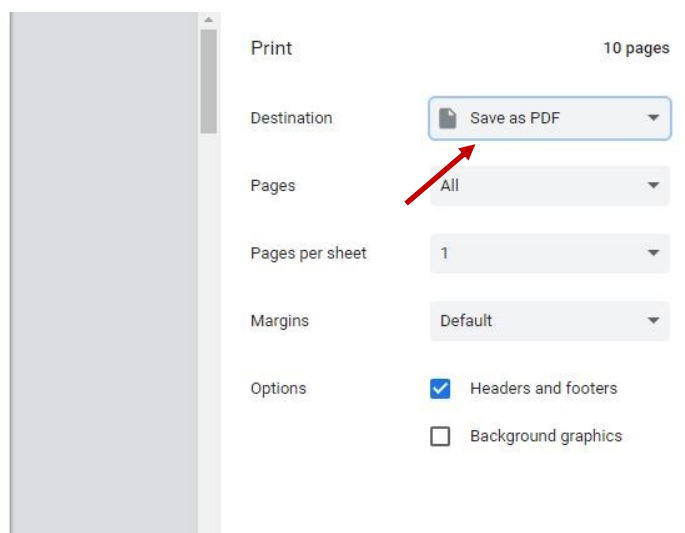 Print 10 pages
Destination Save as PDF
Pages All
Pages per sheet 1
Margins Default
Options Headers and footers
Background graphics